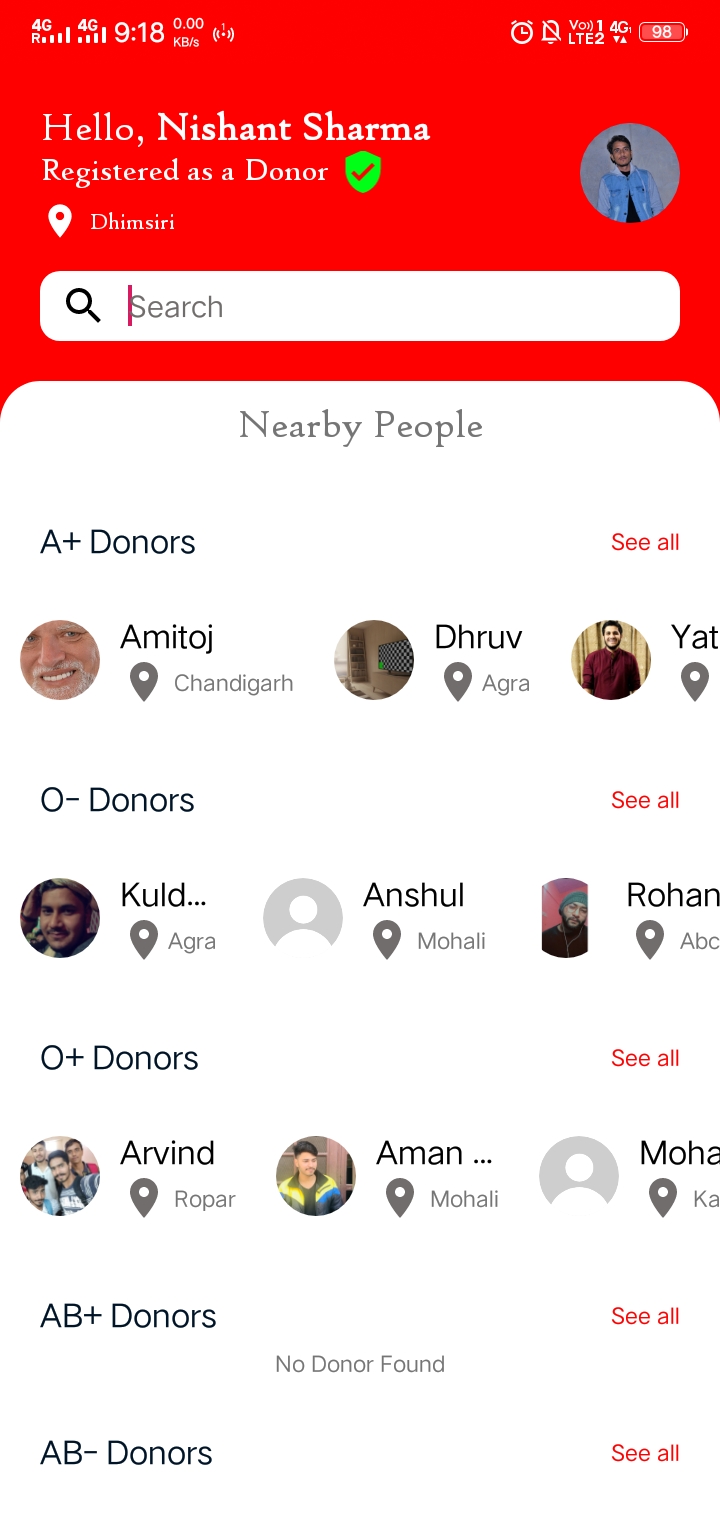 4G R 4G 9:18 0.00 KB/s Vo)) 1 LTE2 4G 98
Hello, Nishant Sharma
Registered as a Donor
Dhimsiri
Search
Nearby People
A+ Donors See all
Amitoj Dhruv Yat
Chandigarh Agra
O- Donors See all
Kuld... Anshul Rohan
Agra Mohali Abc
O+ Donors See all
Arvind Aman ... Moha
Ropar Mohali Ka
AB+ Donors See all
No Donor Found
AB- Donors See all